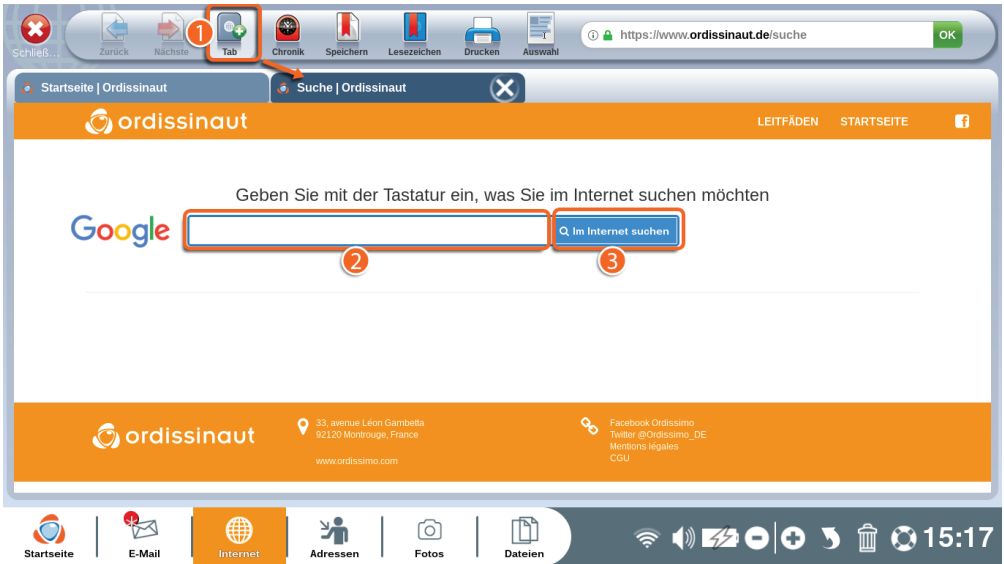 Schließ...
Zurück
Nächste
1
Tab
Chronik
Speichern
Lesezeichen
Drucken
Auswahl
https://www.ordissinaut.de/suche
OK
Startseite | Ordissinaut
Suche | Ordissinaut
ordissinaut
LEITFÄDEN
STARTSEITE
Geben Sie mit der Tastatur ein, was Sie im Internet suchen möchten
Google
Im Internet suchen
2
3
ordissinaut
33, avenue Léon Gambetta
92120 Montrouge, France
www.ordissimo.com
Facebook Ordissimo
Twitter @Ordissimo_DE
Mentions légales
CGU
Startseite
E-Mail
Internet
Adressen
Fotos
Dateien
15:17